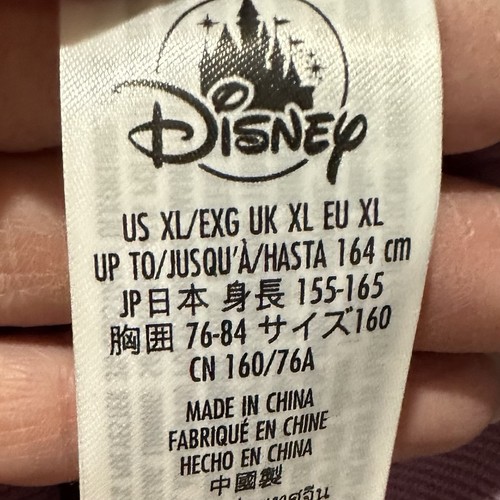 Disney
US XL/EXG UK XL EU XL
UP TO/JUSQU'À/HASTA 164 cm
JP日本 身長 155-165
胸囲 76-84 サイズ160
CN 160/76A
MADE IN CHINA
FABRIQUÉ EN CHINE
HECHO EN CHINA
中國製